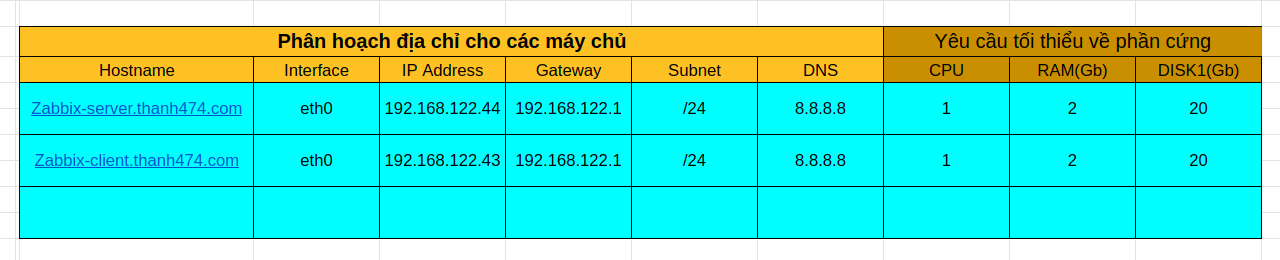 Phân hoạch địa chỉ cho các máy chủ Yêu cầu tối thiểu về phần cứng
Hostname Interface IP Address Gateway Subnet DNS CPU RAM(Gb) DISK1(Gb)
Zabbix-server.thanh474.com eth0 192.168.122.44 192.168.122.1 /24 8.8.8.8 1 2 20
Zabbix-client.thanh474.com eth0 192.168.122.43 192.168.122.1 /24 8.8.8.8 1 2 20